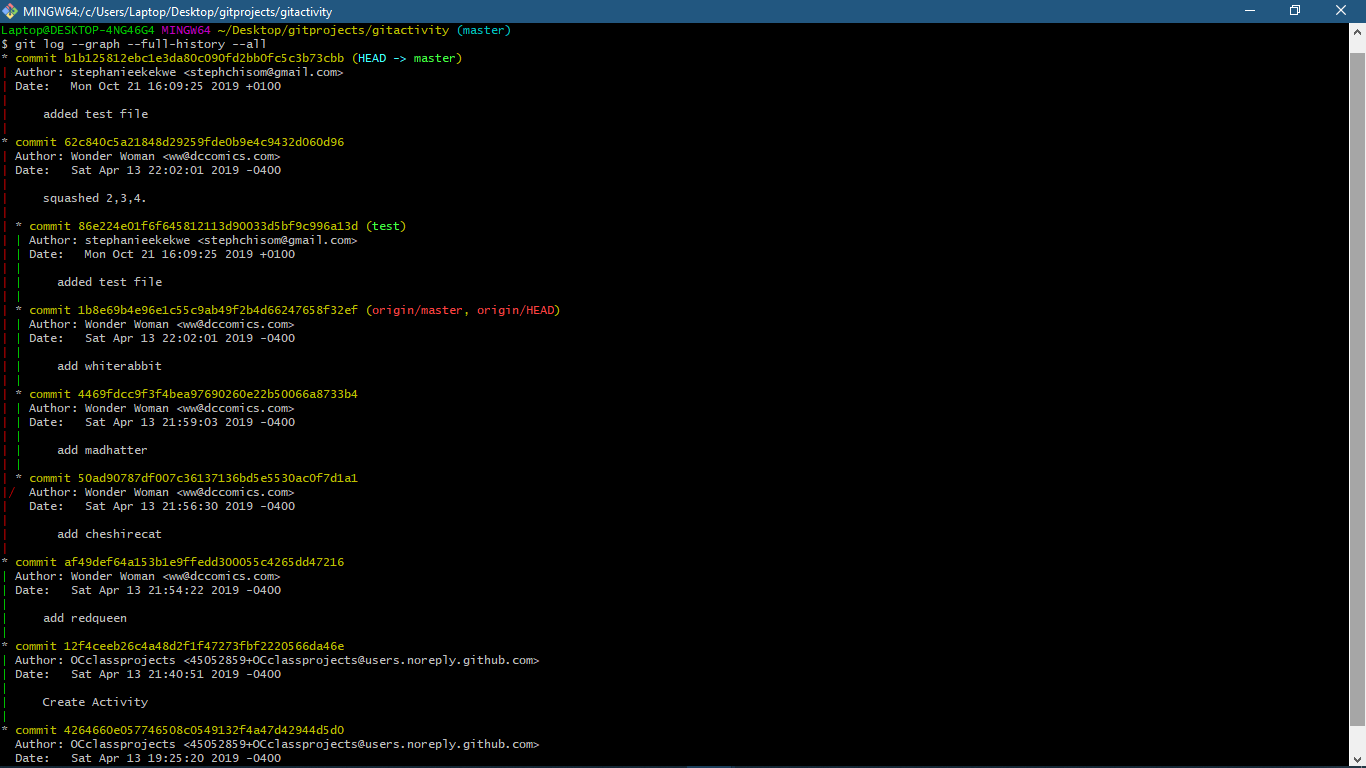 MINGW64:/c/Users/Laptop/Desktop/gitprojects/gitactivity
Laptop@DESKTOP-4NG46G4 MINGW64 ~/Desktop/gitprojects/gitactivity (master)
$ git log --graph --full-history --all
* commit b1b125812ebc1e3da80c090fd2bb0fc5c3b73cbb (HEAD -> master)
| Author: stephanieekekwe <stephchisom@gmail.com>
| Date:   Mon Oct 21 16:09:25 2019 +0100
|
|     added test file
|
* commit 62c840c5a21848d29259fde0b9e4c9432d060d96
| Author: Wonder Woman <ww@dccomics.com>
| Date:   Sat Apr 13 22:02:01 2019 -0400
|
|     squashed 2,3,4.
|
| * commit 86e224e01f6f645812113d90033d5bf9c996a13d (test)
| | Author: stephanieekekwe <stephchisom@gmail.com>
| | Date:   Mon Oct 21 16:09:25 2019 +0100
| |
| |     added test file
| |
| * commit 1b8e69b4e96e1c55c9ab49f2b4d66247658f32ef (origin/master, origin/HEAD)
| | Author: Wonder Woman <ww@dccomics.com>
| | Date:   Sat Apr 13 22:02:01 2019 -0400
| |
| |     add whiterabbit
| |
| * commit 4469fdcc9f3f4bea97690260e22b50066a8733b4
| | Author: Wonder Woman <ww@dccomics.com>
| | Date:   Sat Apr 13 21:59:03 2019 -0400
| |
| |     add madhatter
| |
| * commit 50ad90787df007c36137136bd5e5530ac0f7d1a1
|/  Author: Wonder Woman <ww@dccomics.com>
|   Date:   Sat Apr 13 21:56:30 2019 -0400
|
|       add cheshirecat
|
* commit af49def64a153b1e9ffedd300055c4265dd47216
| Author: Wonder Woman <ww@dccomics.com>
| Date:   Sat Apr 13 21:54:22 2019 -0400
|
|     add redqueen
|
* commit 12f4ceeb26c4a48d2f1f47273fbf2220566da46e
| Author: OCclassprojects <45052859+OCclassprojects@users.noreply.github.com>
| Date:   Sat Apr 13 21:40:51 2019 -0400
|
|     Create Activity
|
* commit 4264660e057746508c0549132f4a47d42944d5d0
  Author: OCclassprojects <45052859+OCclassprojects@users.noreply.github.com>
  Date:   Sat Apr 13 19:25:20 2019 -0400